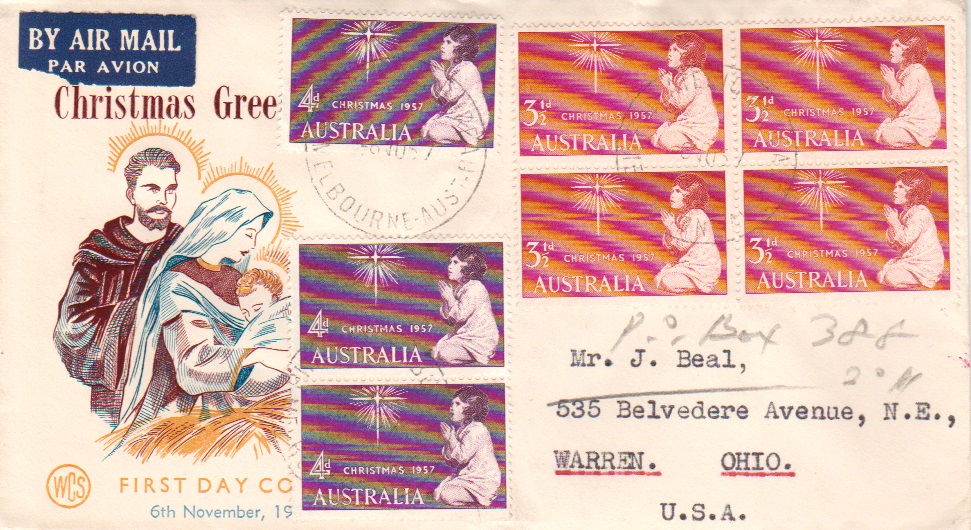 BY AIR MAIL
PAR AVION
Christmas Gree
4d CHRISTMAS 1957
AUSTRALIA
MELBOURNE-AUST.
3½d CHRISTMAS 1957
AUSTRALIA
3½d CHRISTMAS 1957
AUSTRALIA
3½d CHRISTMAS 1957
AUSTRALIA
3½d CHRISTMAS 1957
AUSTRALIA
4d CHRISTMAS 1957
AUSTRALIA
4d CHRISTMAS 1957
AUSTRALIA
P.O. Box 388
Mr. J. Beal,
535 Belvedere Avenue, N.E.,
WARREN. OHIO.
U.S.A.
WCS
FIRST DAY CO
6th November, 19